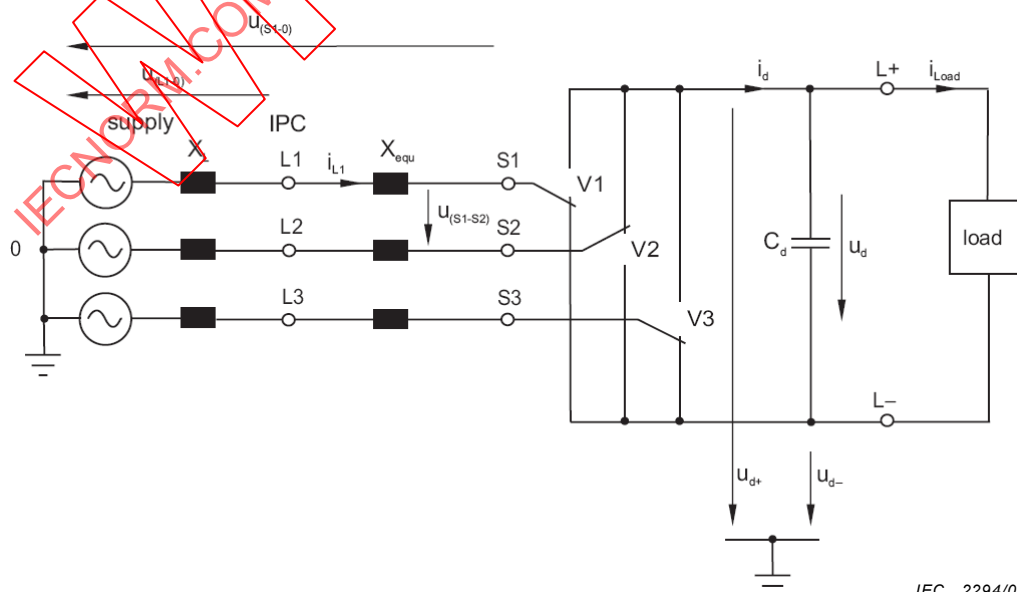 u(S1-0)
u(L1-0)
supply
IPC
XL
L1
iL1
Xequ
S1
V1
u(S1-S2)
L2
S2
V2
0
L3
S3
V3
id
L+
iLoad
Cd
ud
load
L–
ud+
ud–
IEC 2294/0
IECNORM.COM